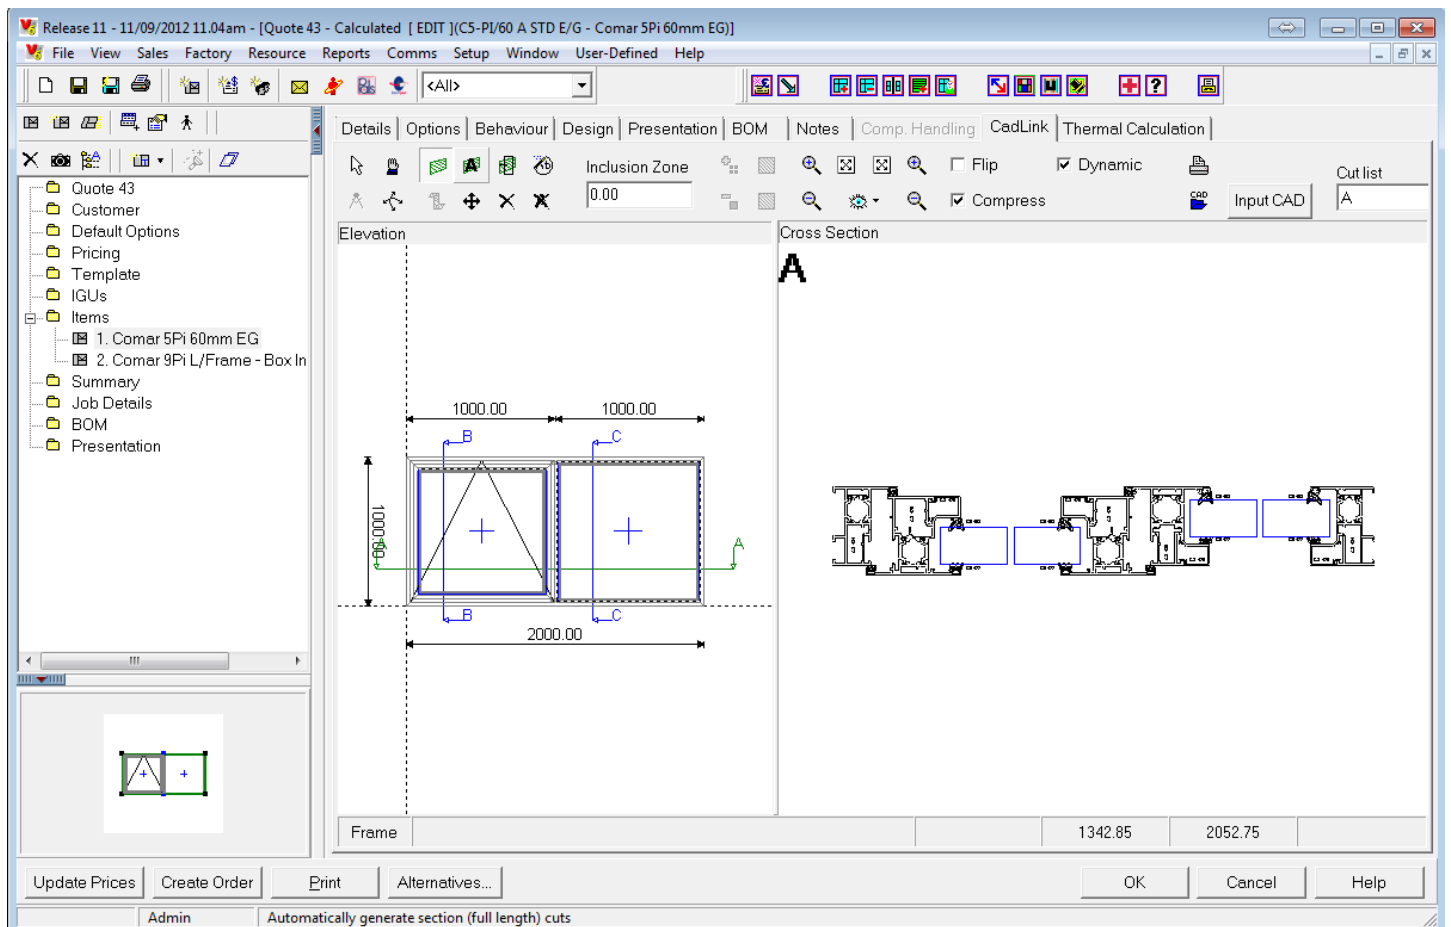 Release 11 - 11/09/2012 11.04am - [Quote 43 - Calculated [ EDIT ](C5-PI/60 A STD E/G - Comar 5Pi 60mm EG)]
File View Sales Factory Resource Reports Comms Setup Window User-Defined Help
<All>
Details Options Behaviour Design Presentation BOM Notes Comp. Handling CadLink Thermal Calculation
Inclusion Zone
0.00
Flip
Dynamic
Compress
Input CAD
Cut list
A
Quote 43
Customer
Default Options
Pricing
Template
IGUs
Items
1. Comar 5Pi 60mm EG
2. Comar 9Pi L/Frame - Box In
Summary
Job Details
BOM
Presentation
Elevation
1000.00 1000.00
B C
1000.00
A A
B C
2000.00
Cross Section
A
Frame 1342.85 2052.75
Update Prices Create Order Print Alternatives... OK Cancel Help
Admin Automatically generate section (full length) cuts